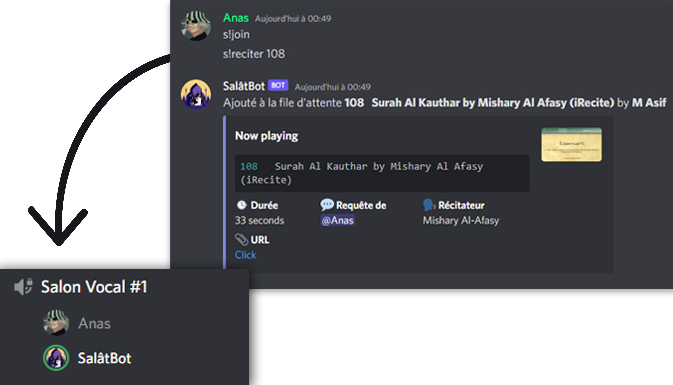 Anas Aujourd'hui à 00:49
s!join
s!reciter 108
SalâtBot BOT Aujourd'hui à 00:49
Ajouté à la file d'attente 108 Surah Al Kauthar by Mishary Al Afasy (iRecite) by M Asif
Now playing
108 Surah Al Kauthar by Mishary Al Afasy
(iRecite)
Durée Requête de Récitateur
33 seconds @Anas Mishary Al-Afasy
URL
Click
Salon Vocal #1
Anas
SalâtBot